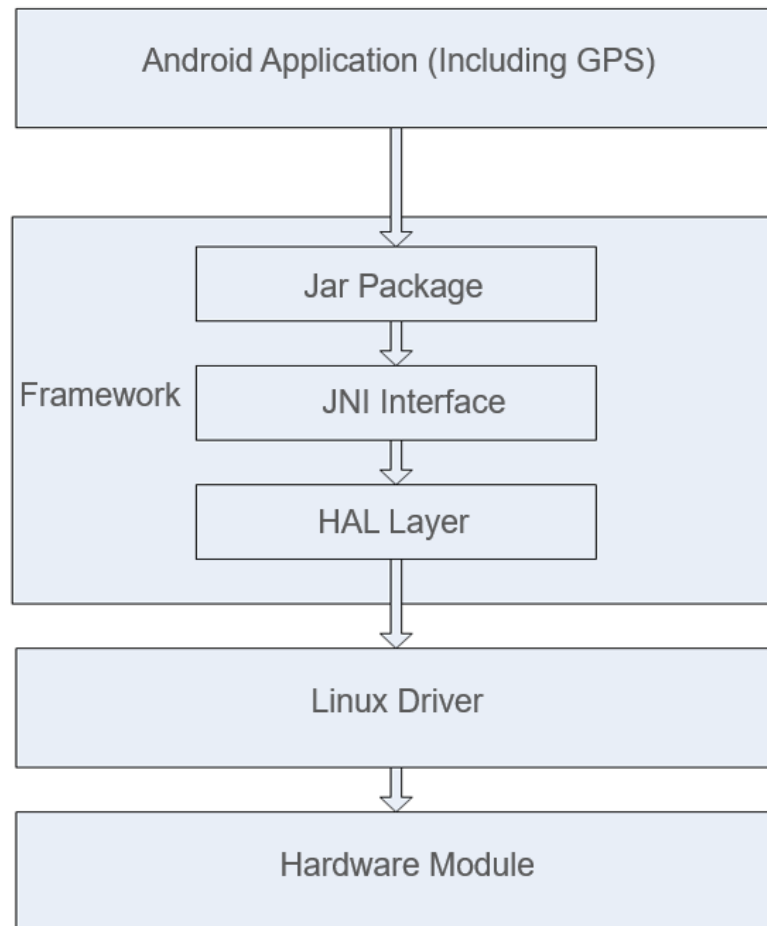 Android Application (Including GPS)
Jar Package
Framework
JNI Interface
HAL Layer
Linux Driver
Hardware Module